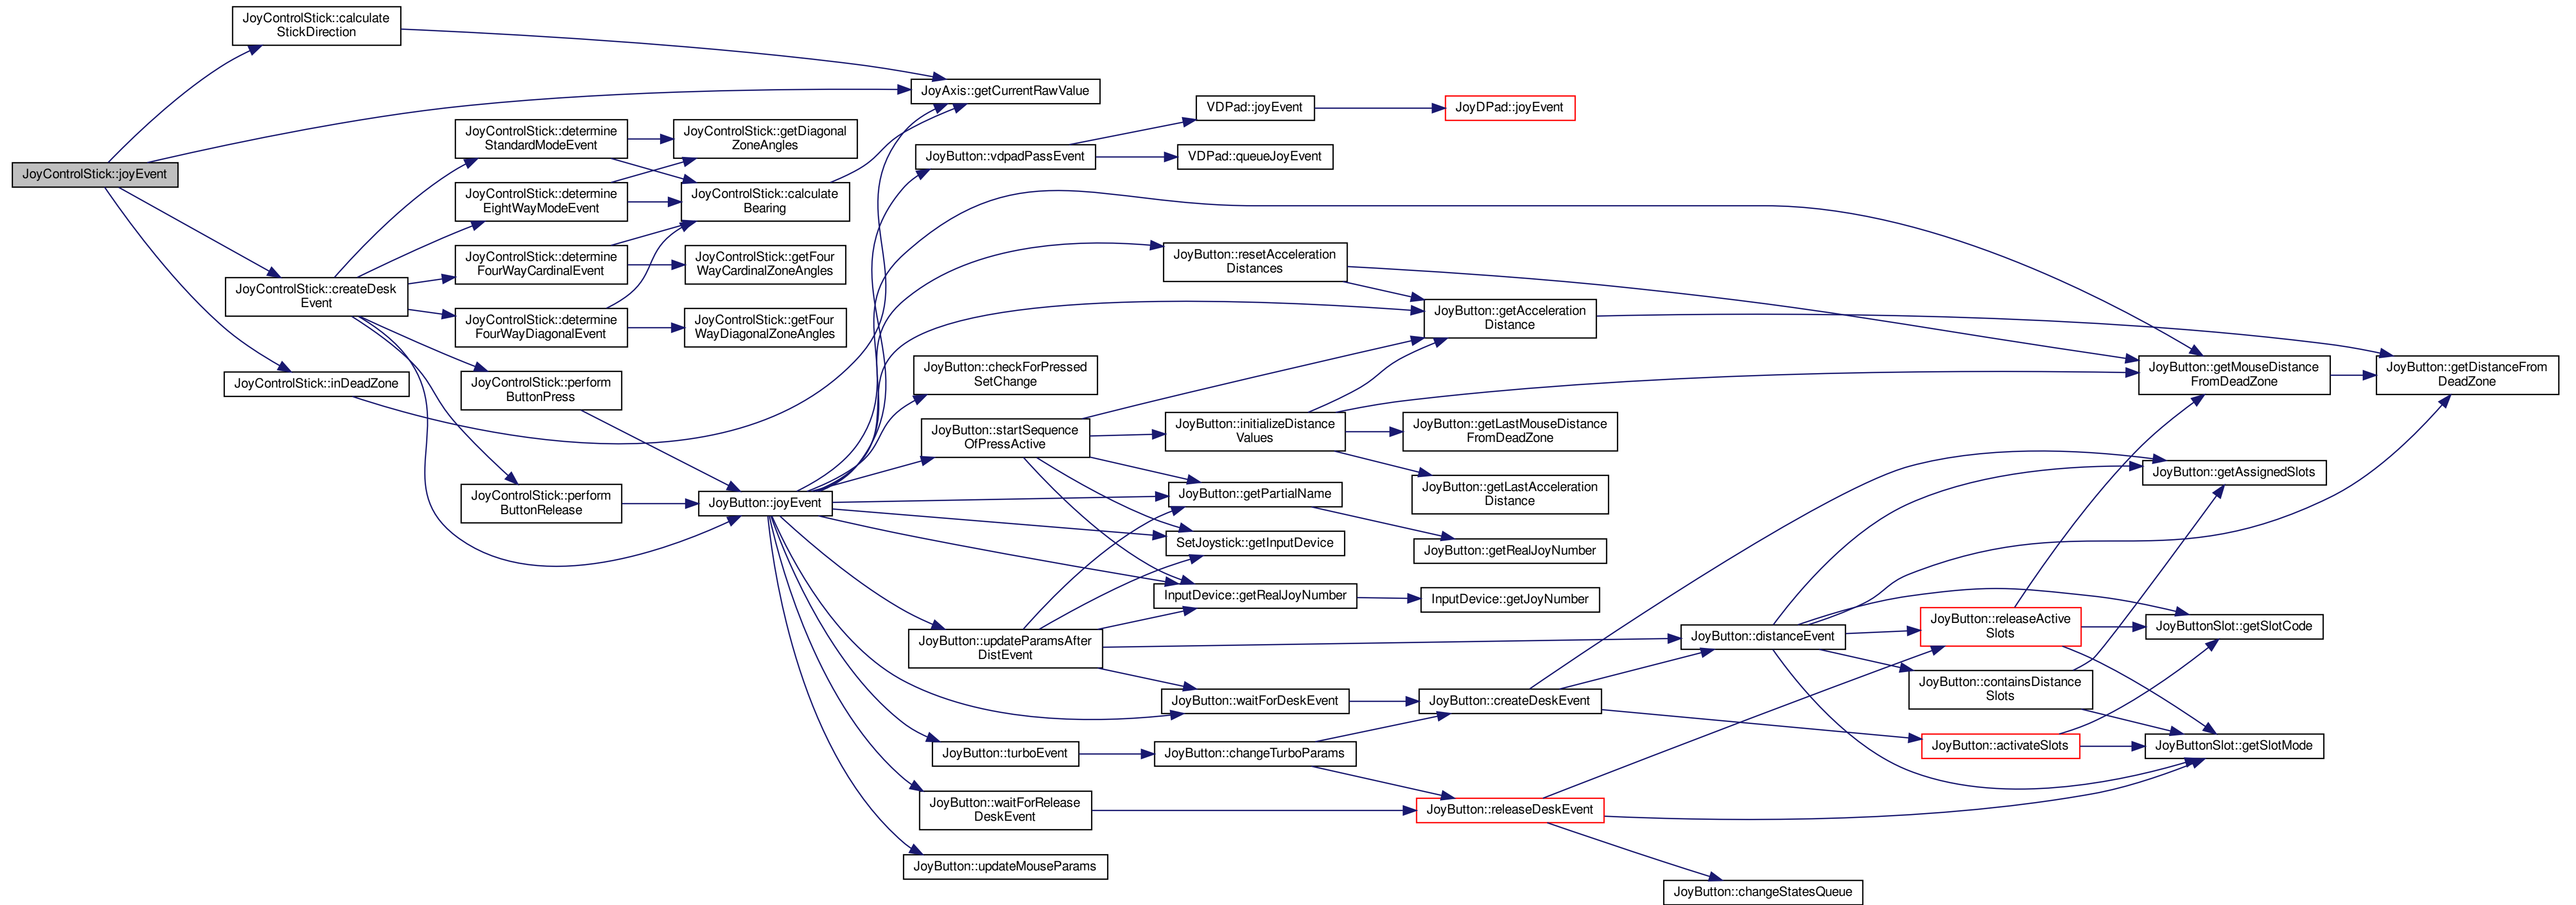 JoyControlStick::joyEvent
JoyControlStick::calculate
StickDirection
JoyAxis::getCurrentRawValue
JoyControlStick::createDesk
Event
JoyControlStick::inDeadZone
JoyControlStick::determine
StandardModeEvent
JoyControlStick::determine
EightWayModeEvent
JoyControlStick::determine
FourWayCardinalEvent
JoyControlStick::determine
FourWayDiagonalEvent
JoyControlStick::perform
ButtonPress
JoyControlStick::perform
ButtonRelease
JoyControlStick::getDiagonal
ZoneAngles
JoyControlStick::calculate
Bearing
JoyControlStick::getFour
WayCardinalZoneAngles
JoyControlStick::getFour
WayDiagonalZoneAngles
JoyButton::joyEvent
JoyButton::vdpadPassEvent
JoyButton::checkForPressed
SetChange
JoyButton::startSequence
OfPressActive
JoyButton::updateParamsAfter
DistEvent
JoyButton::turboEvent
JoyButton::waitForRelease
DeskEvent
JoyButton::updateMouseParams
VDPad::joyEvent
VDPad::queueJoyEvent
JoyDPad::joyEvent
JoyButton::resetAcceleration
Distances
JoyButton::getAcceleration
Distance
JoyButton::initializeDistance
Values
JoyButton::getLastMouseDistance
FromDeadZone
JoyButton::getLastAcceleration
Distance
JoyButton::getPartialName
SetJoystick::getInputDevice
JoyButton::getRealJoyNumber
InputDevice::getRealJoyNumber
InputDevice::getJoyNumber
JoyButton::waitForDeskEvent
JoyButton::changeTurboParams
JoyButton::createDeskEvent
JoyButton::releaseDeskEvent
JoyButton::distanceEvent
JoyButton::changeStatesQueue
JoyButton::releaseActive
Slots
JoyButton::containsDistance
Slots
JoyButton::activateSlots
JoyButton::getMouseDistance
FromDeadZone
JoyButton::getDistanceFrom
DeadZone
JoyButton::getAssignedSlots
JoyButtonSlot::getSlotCode
JoyButtonSlot::getSlotMode